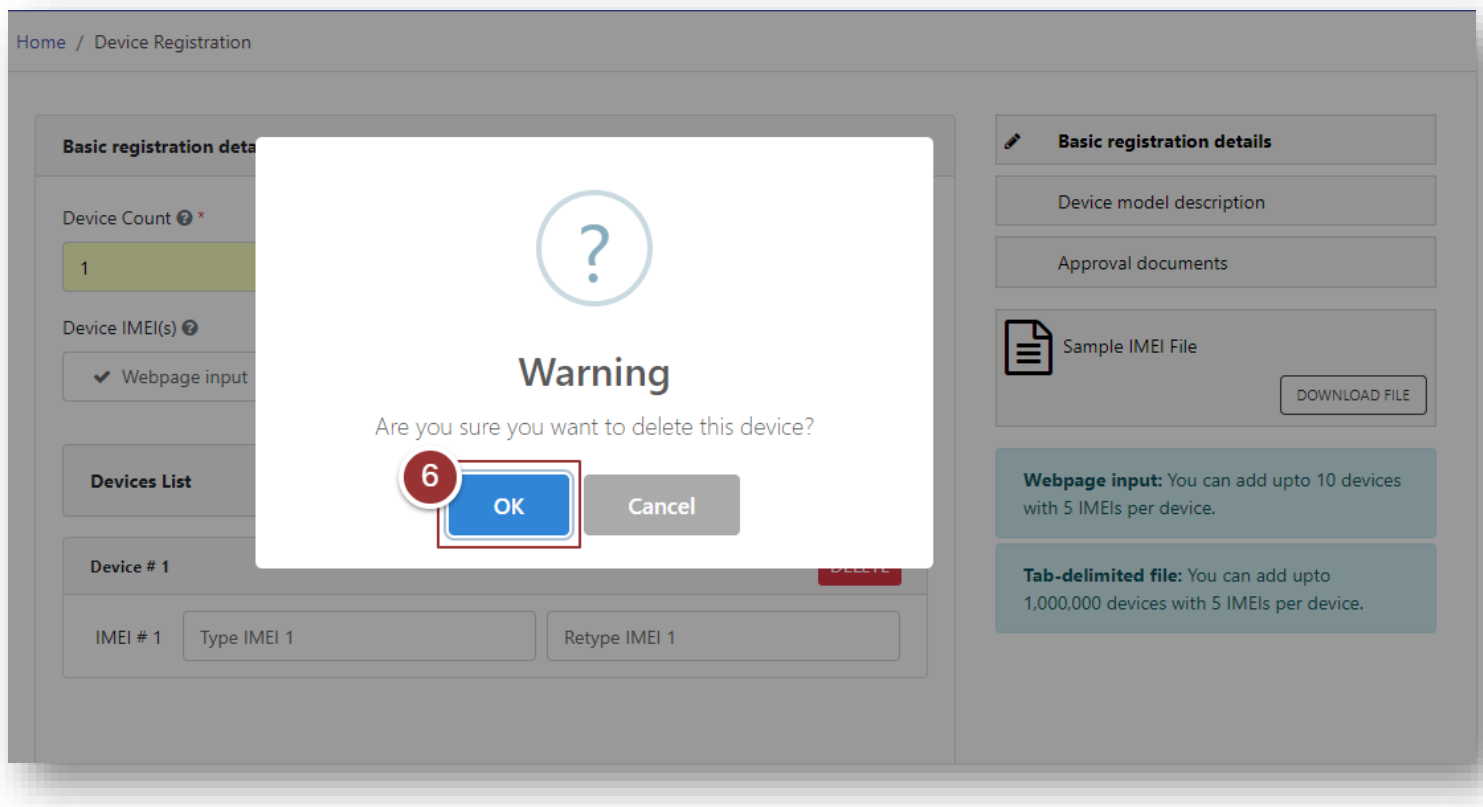 Home / Device Registration
Basic registration deta
Device Count *
1
Device IMEI(s)
Webpage input
Devices List
Device # 1
DELETE
IMEI # 1
Type IMEI 1
Retype IMEI 1
?
Warning
Are you sure you want to delete this device?
6
OK
Cancel
Basic registration details
Device model description
Approval documents
Sample IMEI File
DOWNLOAD FILE
Webpage input: You can add upto 10 devices
with 5 IMEIs per device.
Tab-delimited file: You can add upto
1,000,000 devices with 5 IMEIs per device.